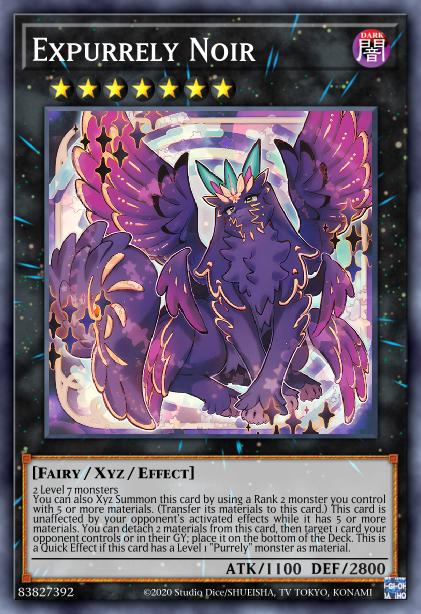 Expurrely Noir
DARK
闇
[Fairy / Xyz / Effect]
2 Level 7 monsters
You can also Xyz Summon this card by using a Rank 2 monster you control
with 5 or more materials. (Transfer its materials to this card.) This card is
unaffected by your opponent's activated effects while it has 5 or more
materials. You can detach 2 materials from this card, then target 1 card your
opponent controls or in their GY; place it on the bottom of the Deck. This is
a Quick Effect if this card has a Level 1 "Purrely" monster as material.
ATK/1100 DEF/2800
83827392
©2020 Studio Dice/SHUEISHA, TV TOKYO, KONAMI